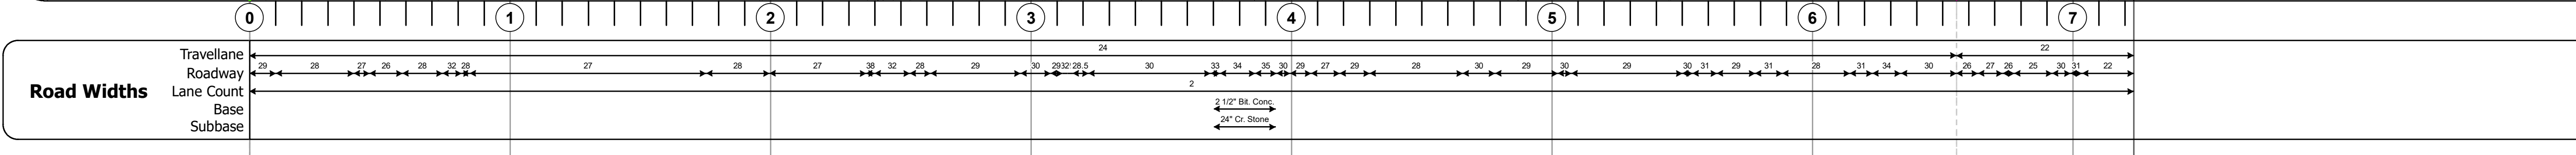 0 1 2 3 4 5 6 7
24 22
Travellane
29 28 27 26 28 32 28 27 28 27 38 32 28 29 30 29 32 28.5 30 33 34 35 30 29 27 29 28 30 29 30 29 30 31 29 31 28 31 34 30 26 27 26 25 30 31 22
Roadway
Road Widths
Lane Count
2
Base
2 1/2" Bit. Conc.
Subbase
24" Cr. Stone